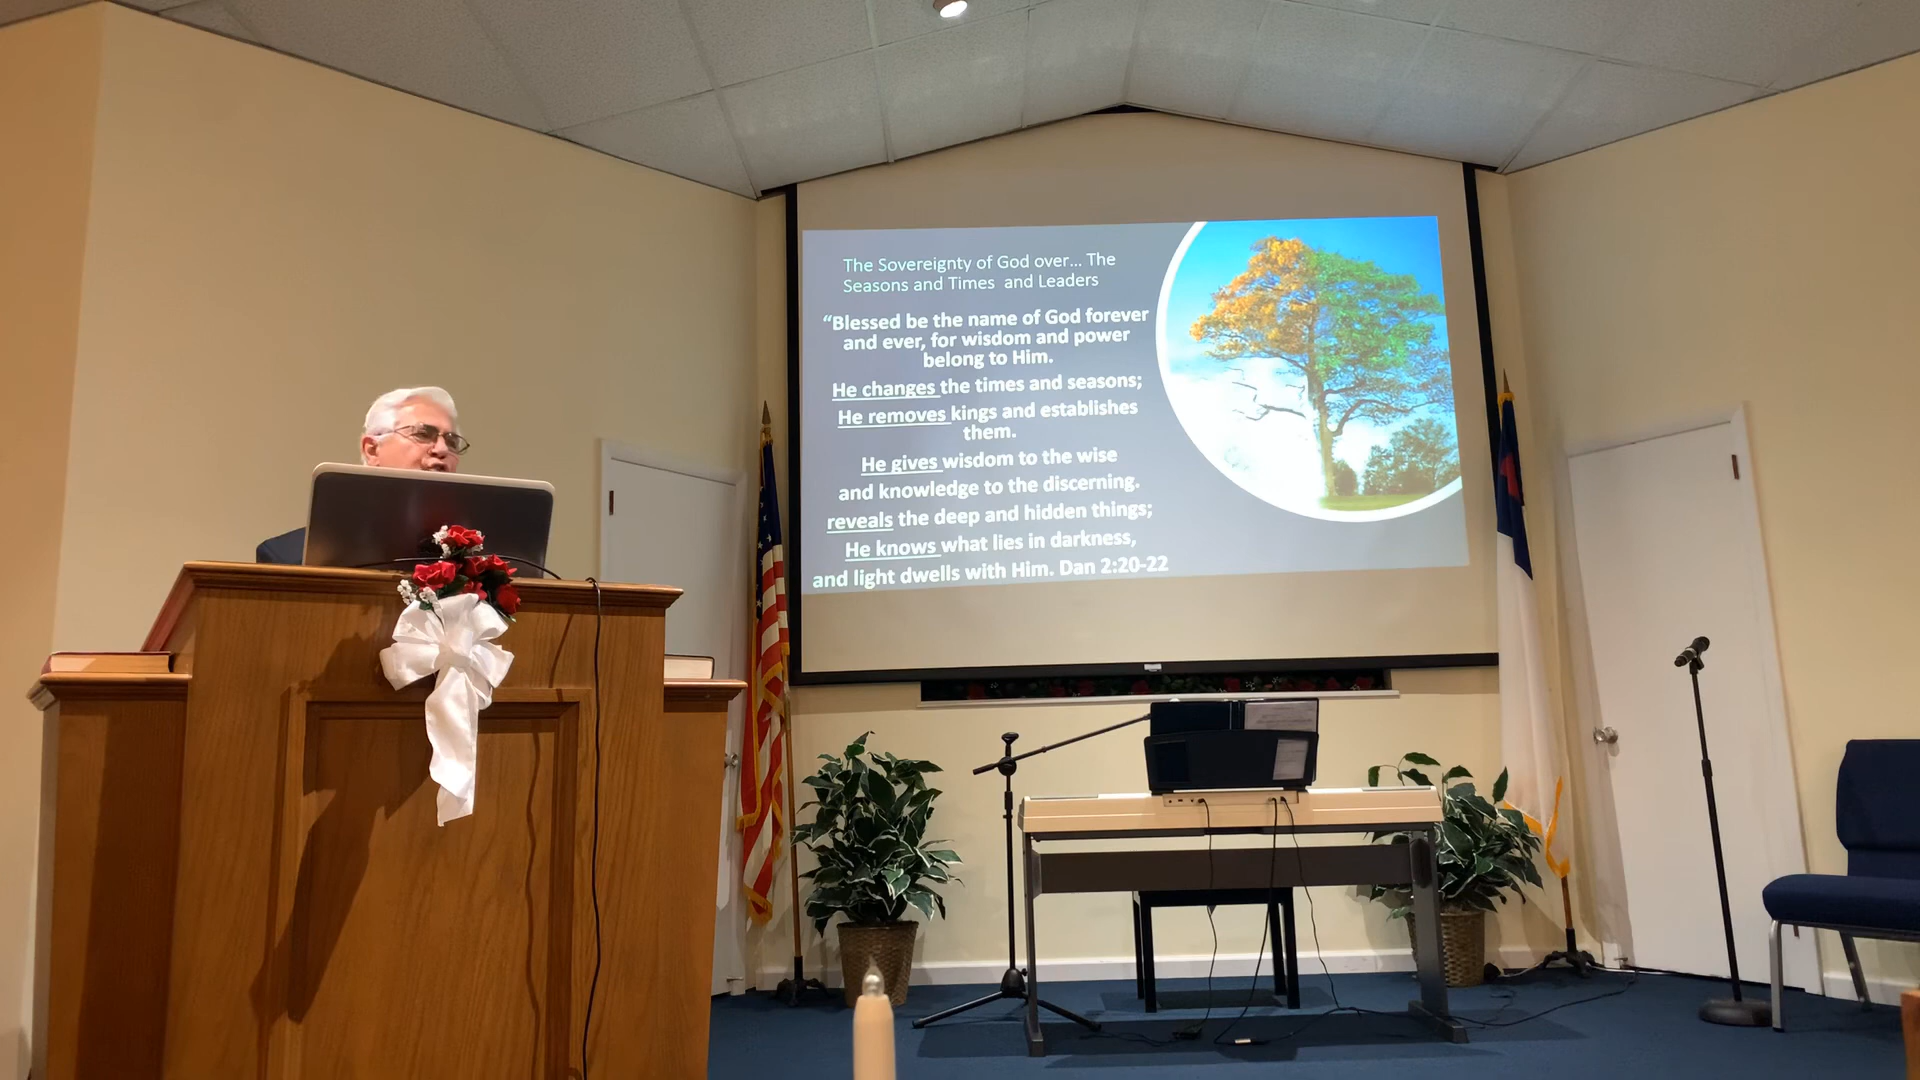 The Sovereignty of God over... The
Seasons and Times and Leaders
“Blessed be the name of God forever
and ever, for wisdom and power
belong to Him.
He changes the times and seasons;
He removes kings and establishes
them.
He gives wisdom to the wise
and knowledge to the discerning.
reveals the deep and hidden things;
He knows what lies in darkness,
and light dwells with Him. Dan 2:20-22